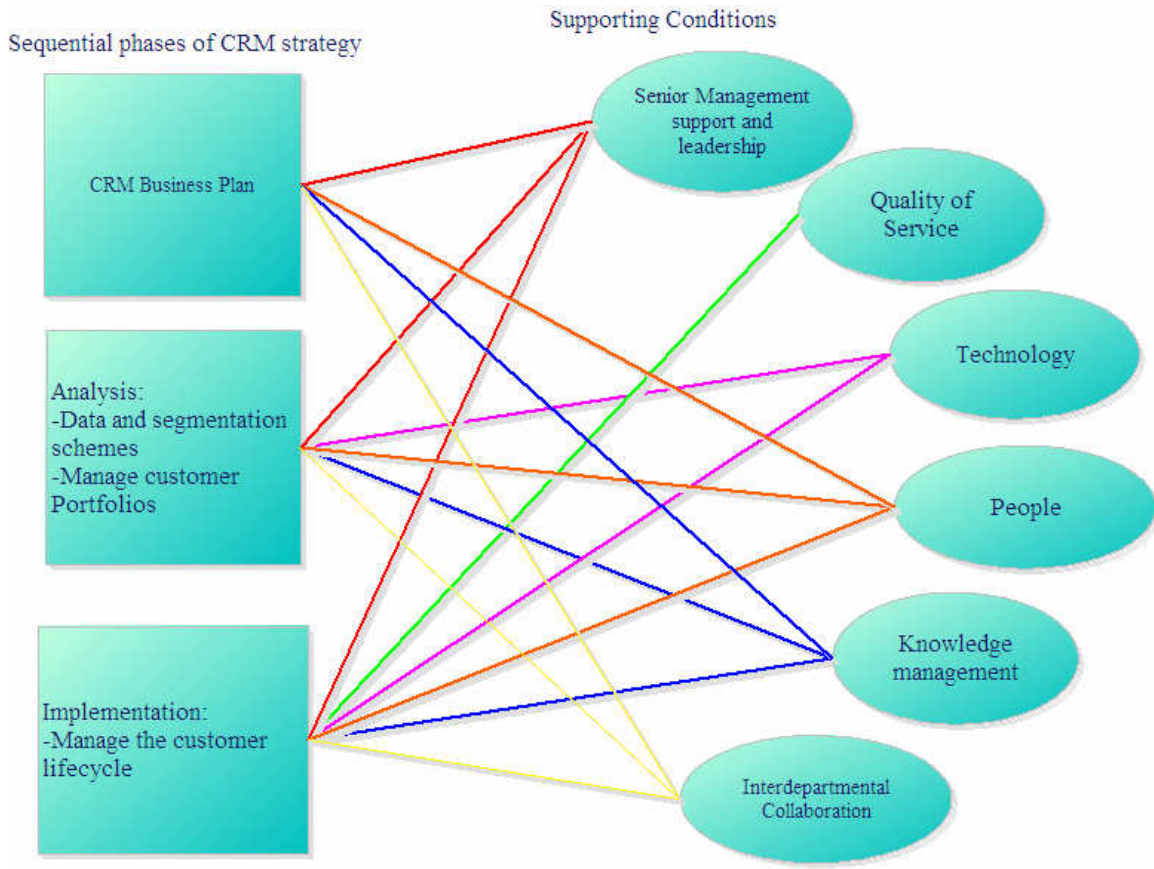 Supporting Conditions
Sequential phases of CRM strategy
CRM Business Plan
Analysis:
-Data and segmentation
schemes
-Manage customer
Portfolios
Implementation:
-Manage the customer
lifecycle
Senior Management
support and
leadership
Quality of
Service
Technology
People
Knowledge
management
Interdepartmental
Collaboration